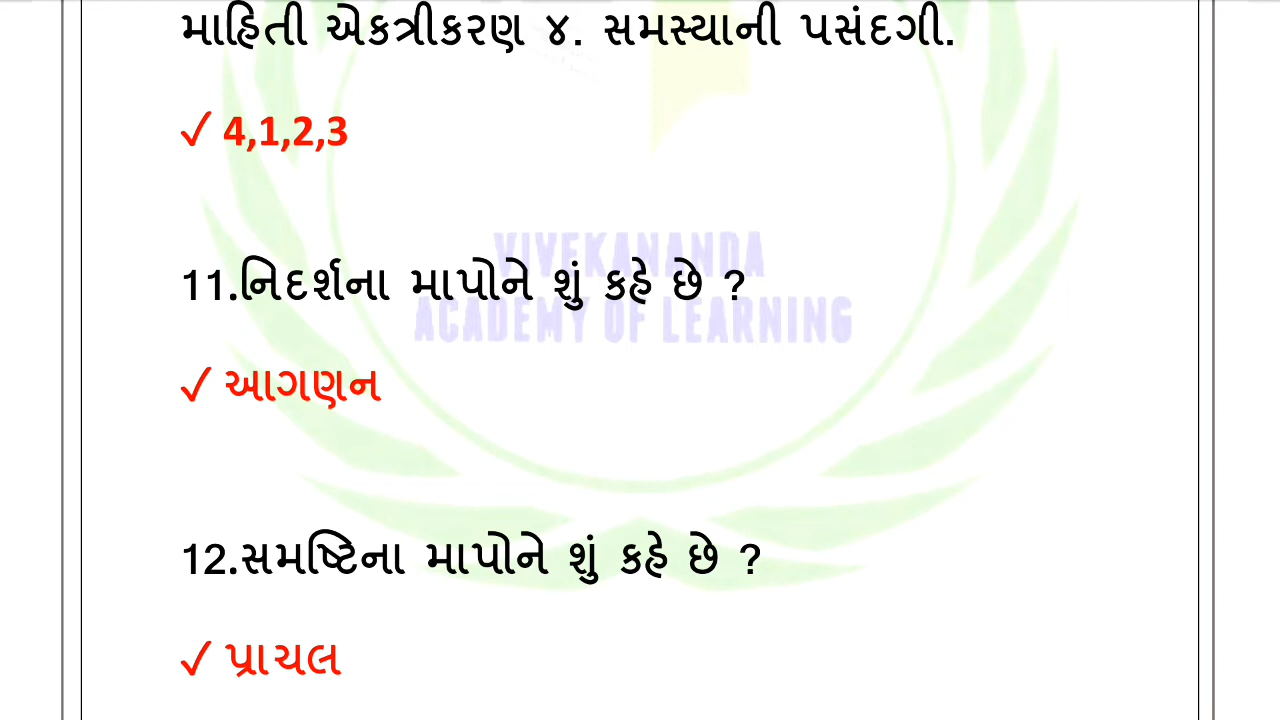 માહિતી એકત્રીકરણ ૪. સમસ્યાની પસંદગી.
✓ 4,1,2,3
VIVEKANANDA
ACADEMY OF LEARNING
11.નિદર્શના માપોને શું કહે છે ?
✓ આગણન
12.સમષ્ટિના માપોને શું કહે છે ?
✓ પ્રાચલ